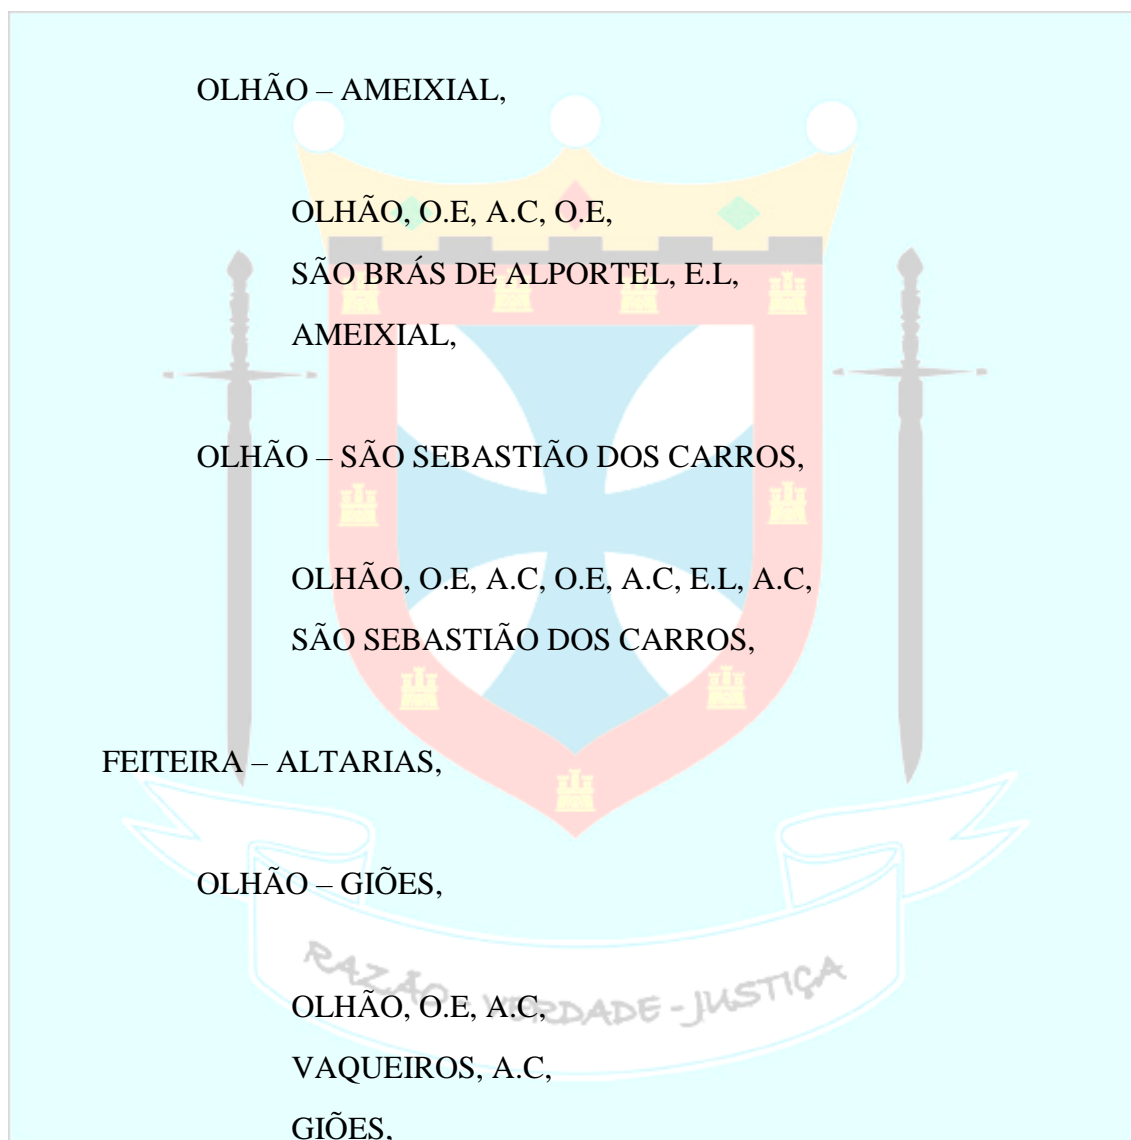 OLHÃO – AMEIXIAL,
OLHÃO, O.E, A.C, O.E,
SÃO BRÁS DE ALPORTEL, E.L,
AMEIXIAL,
OLHÃO – SÃO SEBASTIÃO DOS CARROS,
OLHÃO, O.E, A.C, O.E, A.C, E.L, A.C,
SÃO SEBASTIÃO DOS CARROS,
FEITEIRA – ALTARIAS,
OLHÃO – GIÕES,
RAZÃO - VERDADE - JUSTIÇA
OLHÃO, O.E, A.C,
VAQUEIROS, A.C,
GIÕES,